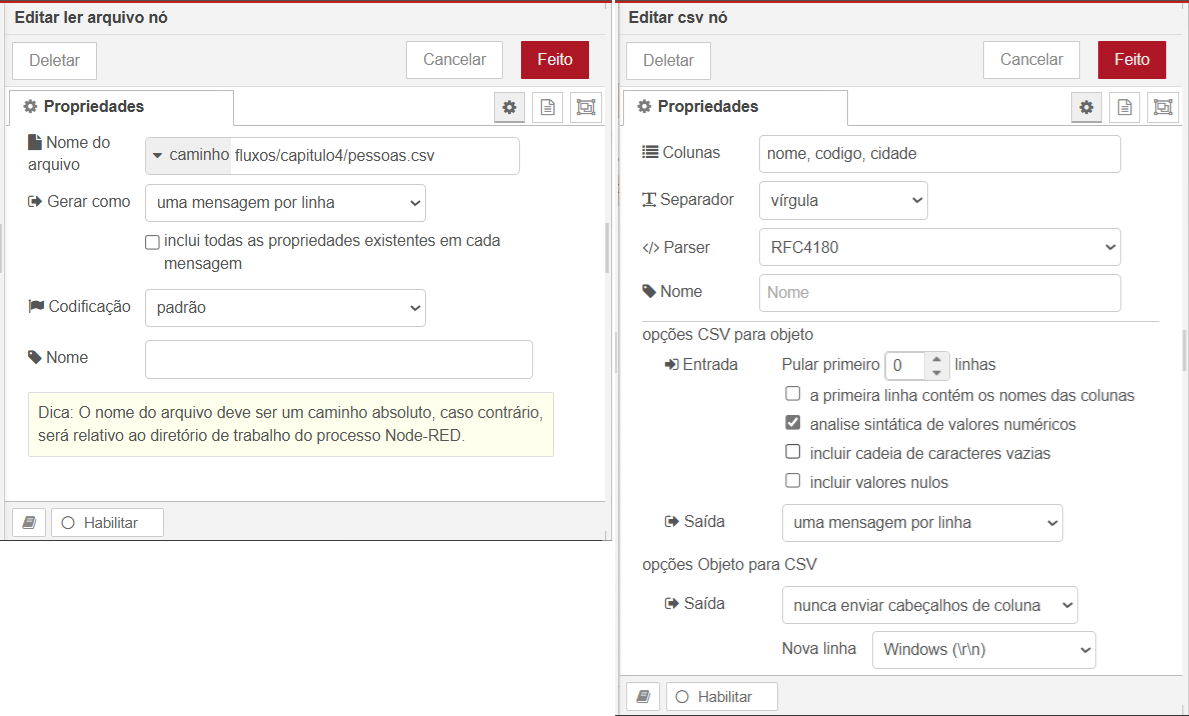 Editar ler arquivo nó
Deletar
Cancelar
Feito
Propriedades
Nome do
arquivo
caminho fluxos/capitulo4/pessoas.csv
Gerar como
uma mensagem por linha
inclui todas as propriedades existentes em cada
mensagem
Codificação
padrão
Nome
Dica: O nome do arquivo deve ser um caminho absoluto, caso contrário,
será relativo ao diretório de trabalho do processo Node-RED.
Habilitar
Editar csv nó
Deletar
Cancelar
Feito
Propriedades
Colunas
nome, codigo, cidade
Separador
vírgula
</> Parser
RFC4180
Nome
Nome
opções CSV para objeto
Entrada
Pular primeiro 0 linhas
a primeira linha contém os nomes das colunas
analise sintática de valores numéricos
incluir cadeia de caracteres vazias
incluir valores nulos
Saída
uma mensagem por linha
opções Objeto para CSV
Saída
nunca enviar cabeçalhos de coluna
Nova linha
Windows (\r\n)
Habilitar